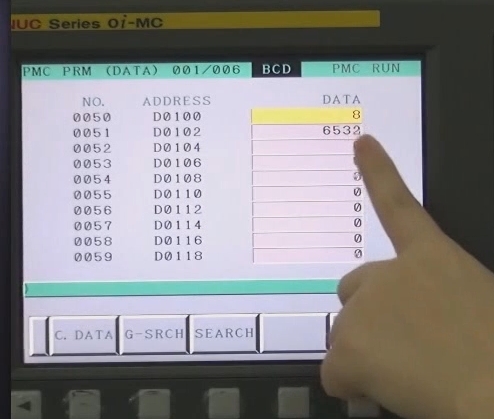 NUC Series Oi-MC
PMC PRM (DATA) 001/006 BCD PMC RUN
NO. ADDRESS DATA
0050 D0100 8
0051 D0102 6532
0052 D0104
0053 D0106
0054 D0108 0
0055 D0110 0
0056 D0112 0
0057 D0114 0
0058 D0116 0
0059 D0118 0
)
C. DATA G-SRCH SEARCH